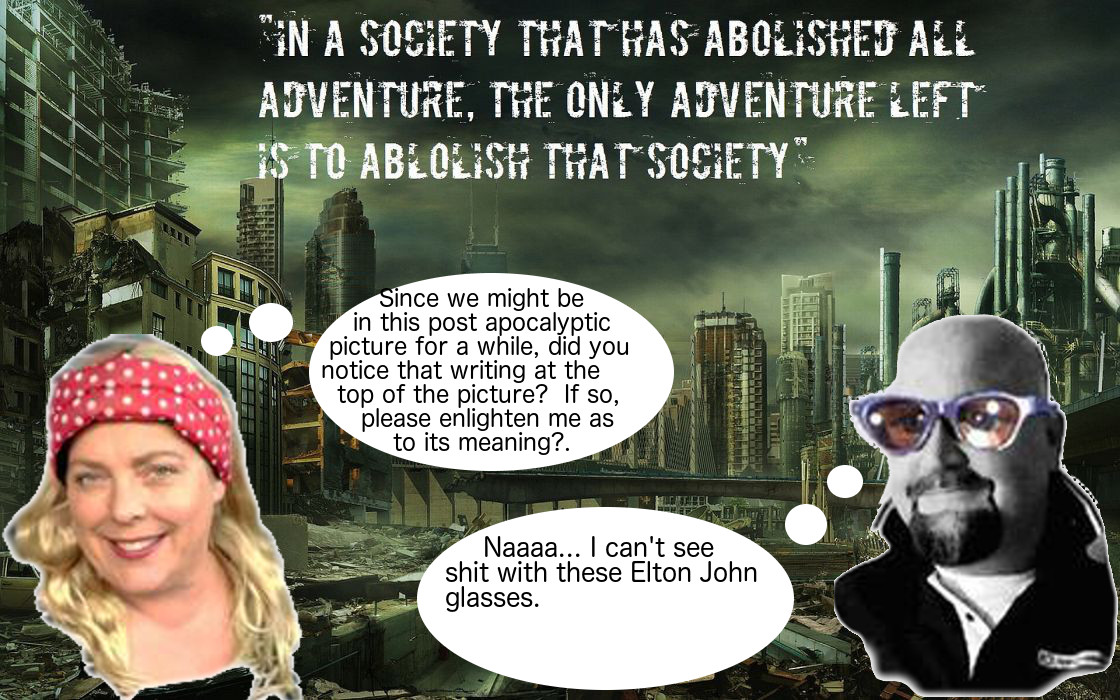 "IN A SOCIETY THAT HAS ABOLISHED ALL
ADVENTURE, THE ONLY ADVENTURE LEFT
IS TO ABLOLISH THAT SOCIETY"
Since we might be
in this post apocalyptic
picture for a while, did you
notice that writing at the
top of the picture? If so,
please enlighten me as
to its meaning?.
Naaaa... I can't see
shit with these Elton John
glasses.